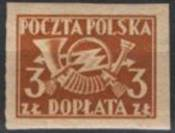 POCZTA POLSKA
3 3
ZŁ DOPŁATA ZŁ